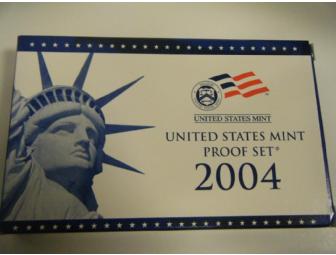 UNITED STATES MINT
UNITED STATES MINT
PROOF SET®
2004